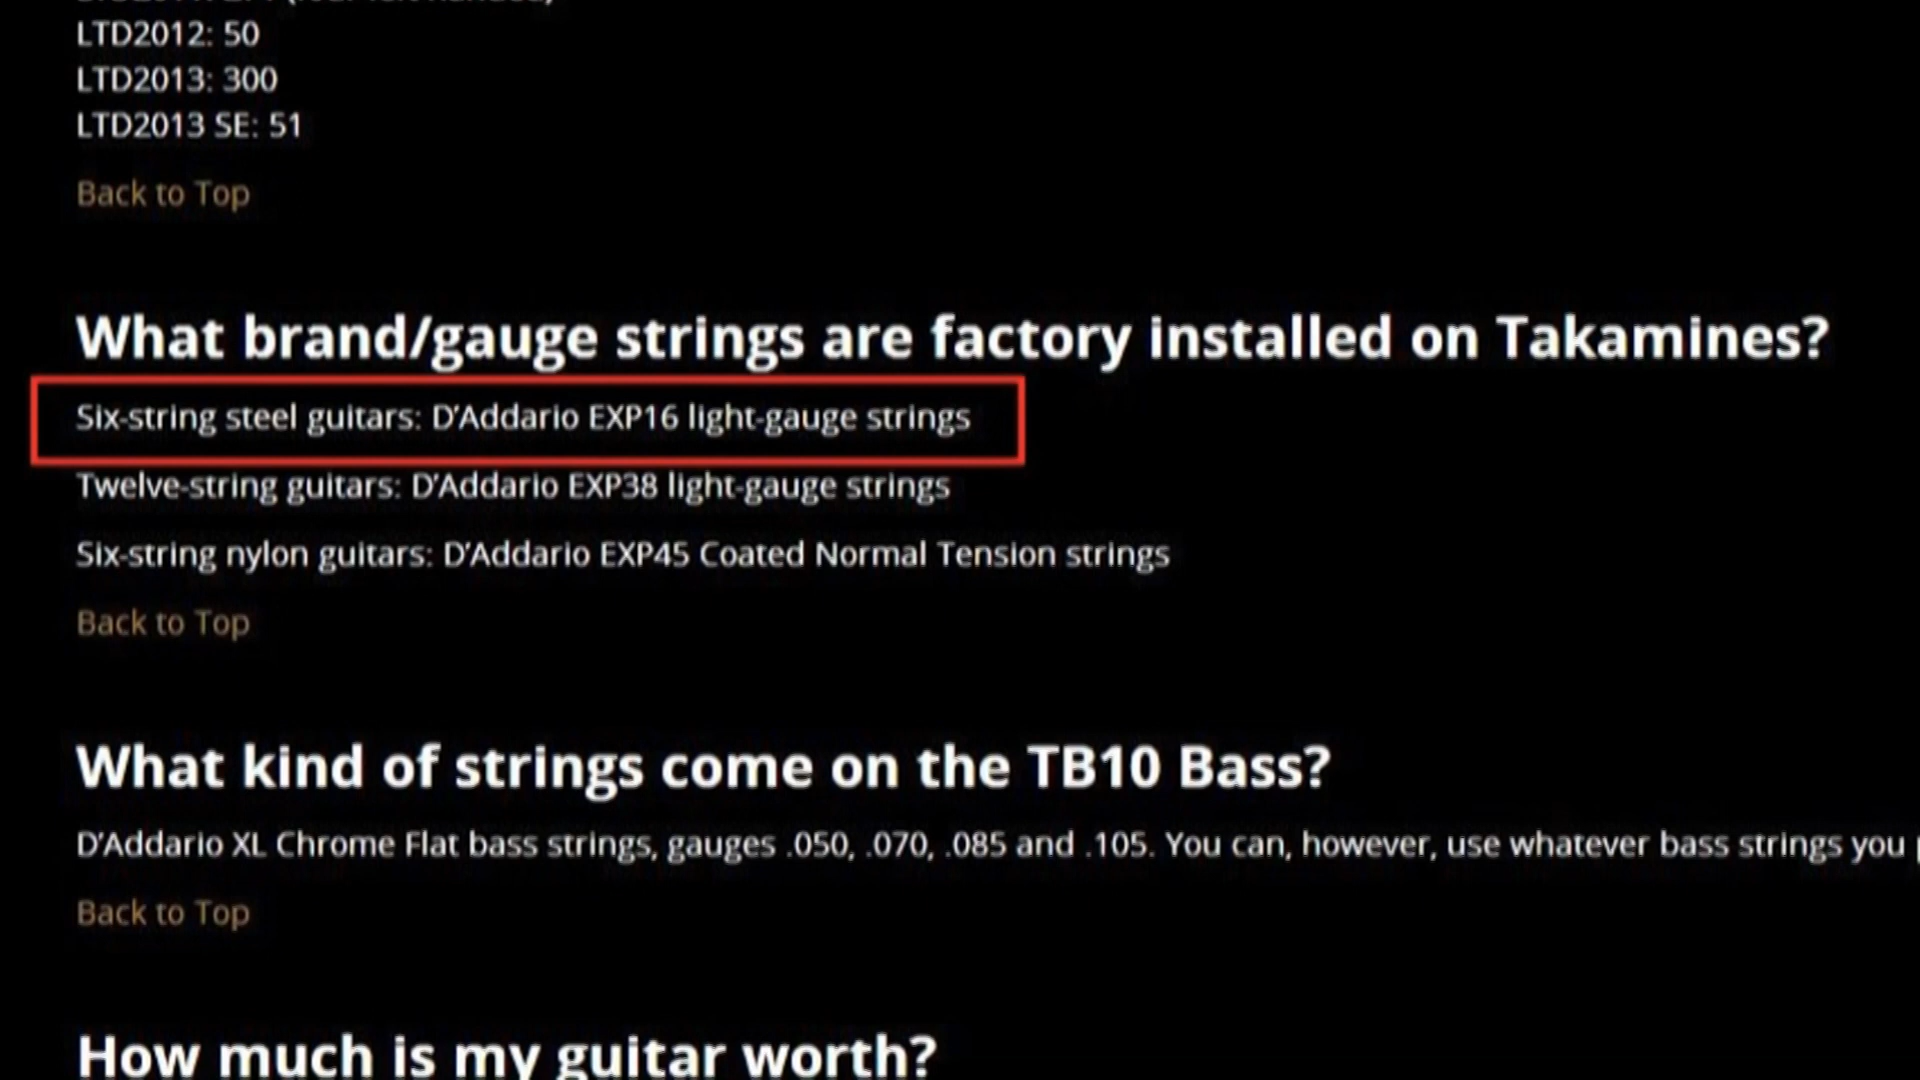 LTD2012: 50
LTD2013: 300
LTD2013 SE: 51
Back to Top
What brand/gauge strings are factory installed on Takamines?
Six-string steel guitars: D'Addario EXP16 light-gauge strings
Twelve-string guitars: D'Addario EXP38 light-gauge strings
Six-string nylon guitars: D'Addario EXP45 Coated Normal Tension strings
Back to Top
What kind of strings come on the TB10 Bass?
D'Addario XL Chrome Flat bass strings, gauges .050, .070, .085 and .105. You can, however, use whatever bass strings you
Back to Top
How much is my guitar worth?